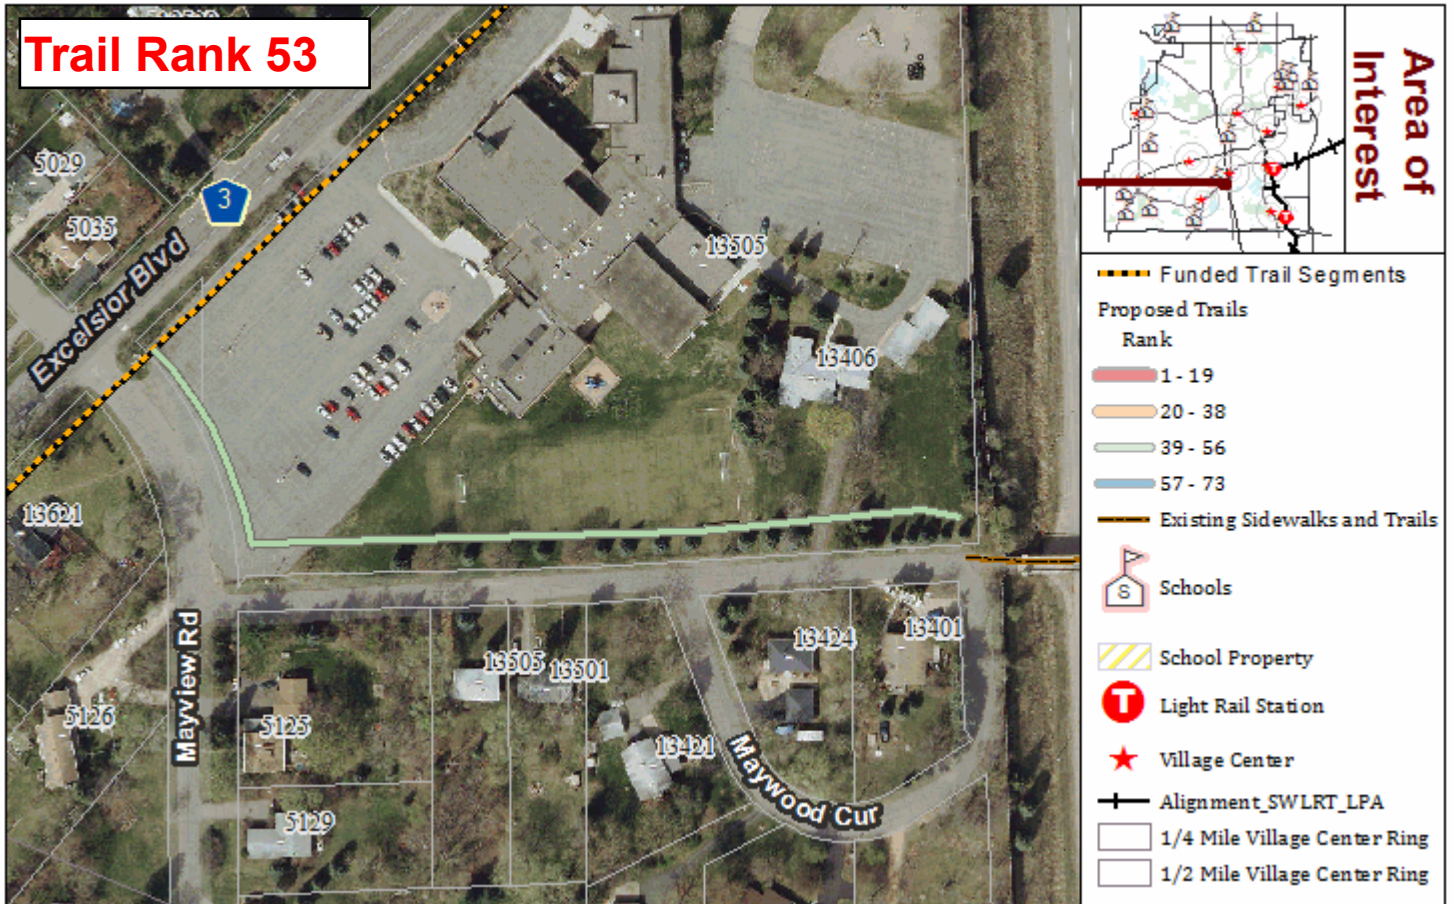 Trail Rank 53
5029
5035
3
Excelsior Blvd
13505
13406
13621
Mayview Rd
5126
5125
5129
13505
13501
13421
13424
13401
Maywood Cur
Area of
Interest
T
T
Funded Trail Segments
Proposed Trails
Rank
1 - 19
20 - 38
39 - 56
57 - 73
Existing Sidewalks and Trails
S
Schools
School Property
T
Light Rail Station
Village Center
Alignment_SWLRT_LPA
1/4 Mile Village Center Ring
1/2 Mile Village Center Ring